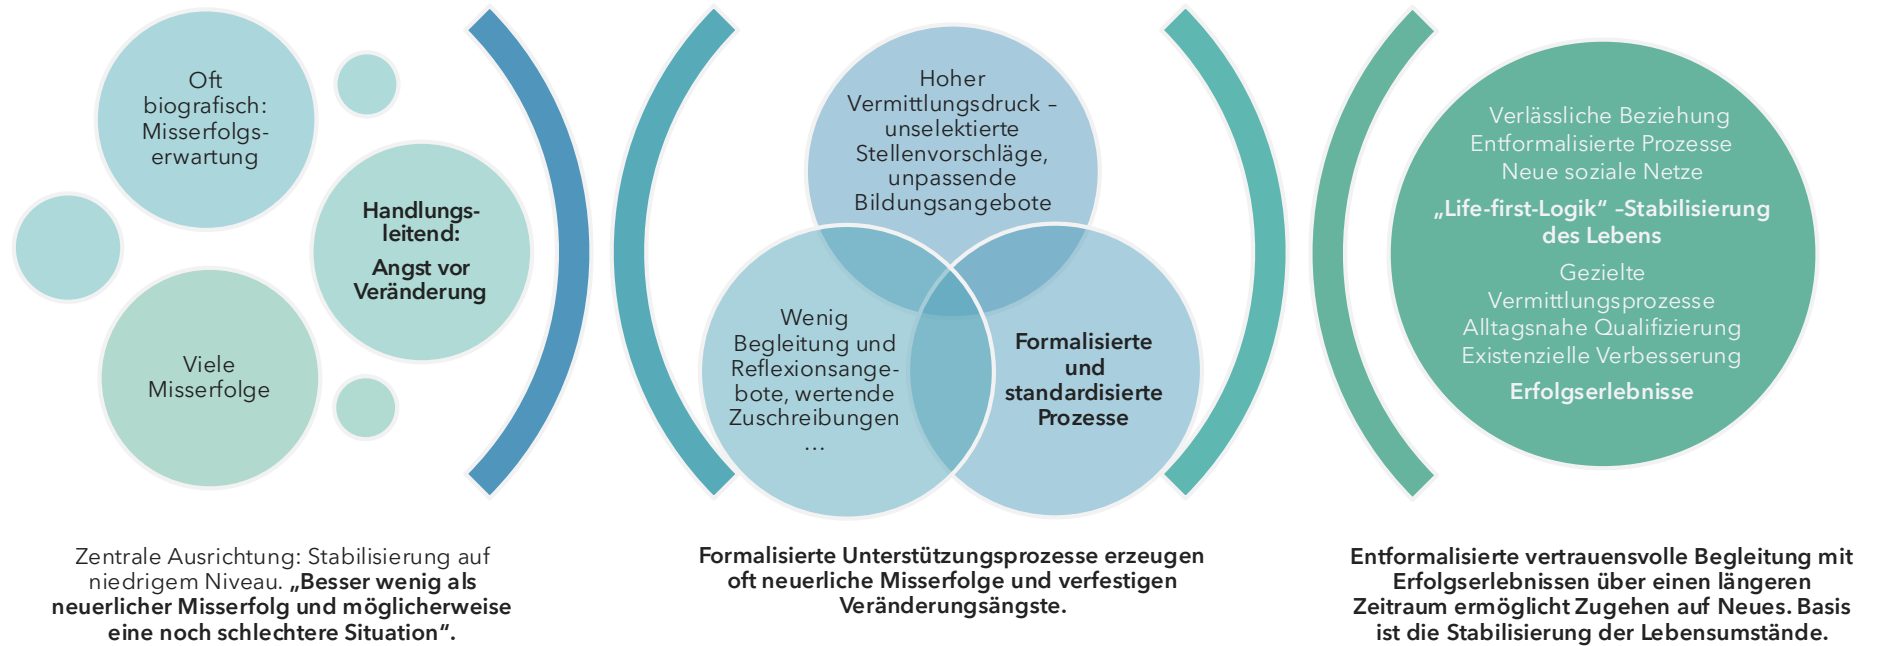 Oft
biografisch:
Misserfolgs-
erwartung
Handlungs-
leitend:
Angst vor
Veränderung
Viele
Misserfolge
Zentrale Ausrichtung: Stabilisierung auf
niedrigem Niveau. „Besser wenig als
neuerlicher Misserfolg und möglicherweise
eine noch schlechtere Situation“.
Hoher
Vermittlungsdruck –
unselektierte
Stellenvorschläge,
unpassende
Bildungsangebote
Wenig
Begleitung und
Reflexionsange-
bote, wertende
Zuschreibungen
…
Formalisierte
und
standardisierte
Prozesse
Formalisierte Unterstützungsprozesse erzeugen
oft neuerliche Misserfolge und verfestigen
Veränderungsängste.
Verlässliche Beziehung
Entformalisierte Prozesse
Neue soziale Netze
„Life-first-Logik“ –Stabilisierung
des Lebens
Gezielte
Vermittlungsprozesse
Alltagsnahe Qualifizierung
Existenzielle Verbesserung
Erfolgserlebnisse
Entformalisierte vertrauensvolle Begleitung mit
Erfolgserlebnissen über einen längeren
Zeitraum ermöglicht Zugehen auf Neues. Basis
ist die Stabilisierung der Lebensumstände.